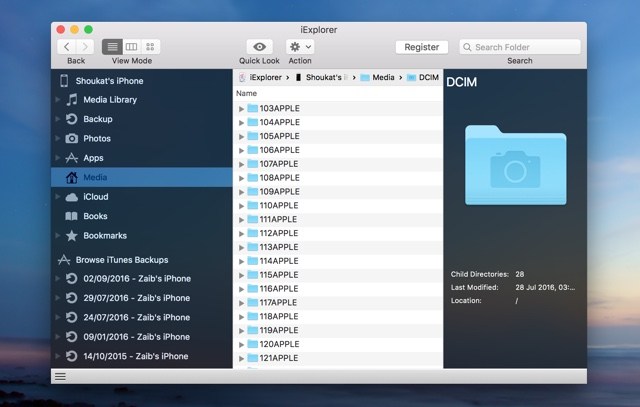 iExplorer
Back
View Mode
Quick Look
Action
Register
Search Folder
Search
Shoukat's iPhone
Media Library
Backup
Photos
Apps
Media
iCloud
Books
Bookmarks
Browse iTunes Backups
02/09/2016 - Zaib's iPhone
29/07/2016 - Zaib's iPhone
24/07/2016 - Zaib's iPhone
09/01/2016 - Zaib's iPhone
14/10/2015 - Zaib's iPhone
iExplorer › Shoukat's i › Media › DCIM
Name
103APPLE
104APPLE
105APPLE
106APPLE
107APPLE
108APPLE
109APPLE
110APPLE
111APPLE
112APPLE
113APPLE
114APPLE
115APPLE
116APPLE
117APPLE
118APPLE
119APPLE
120APPLE
121APPLE
DCIM
Child Directories: 28
Last Modified: 28 Jul 2016, 03:...
Location: /